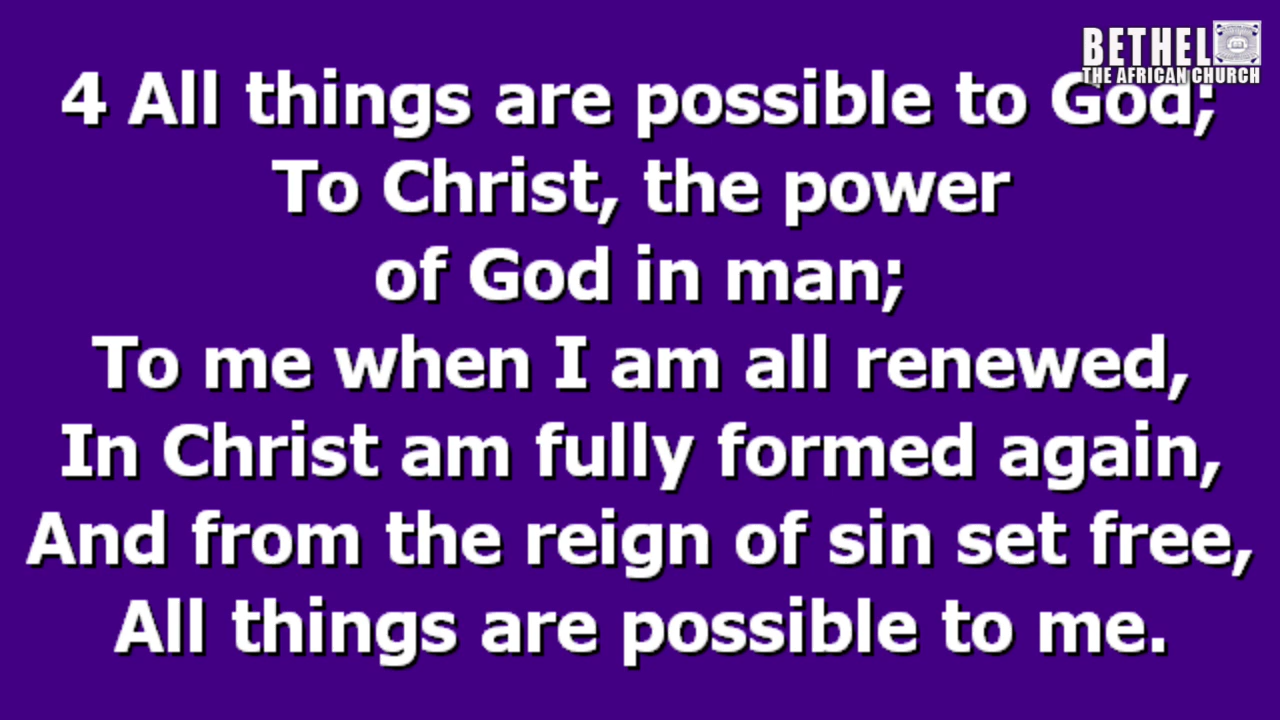 BETHEL
THE AFRICAN CHURCH
4 All things are possible to God;
To Christ, the power
of God in man;
To me when I am all renewed,
In Christ am fully formed again,
And from the reign of sin set free,
All things are possible to me.